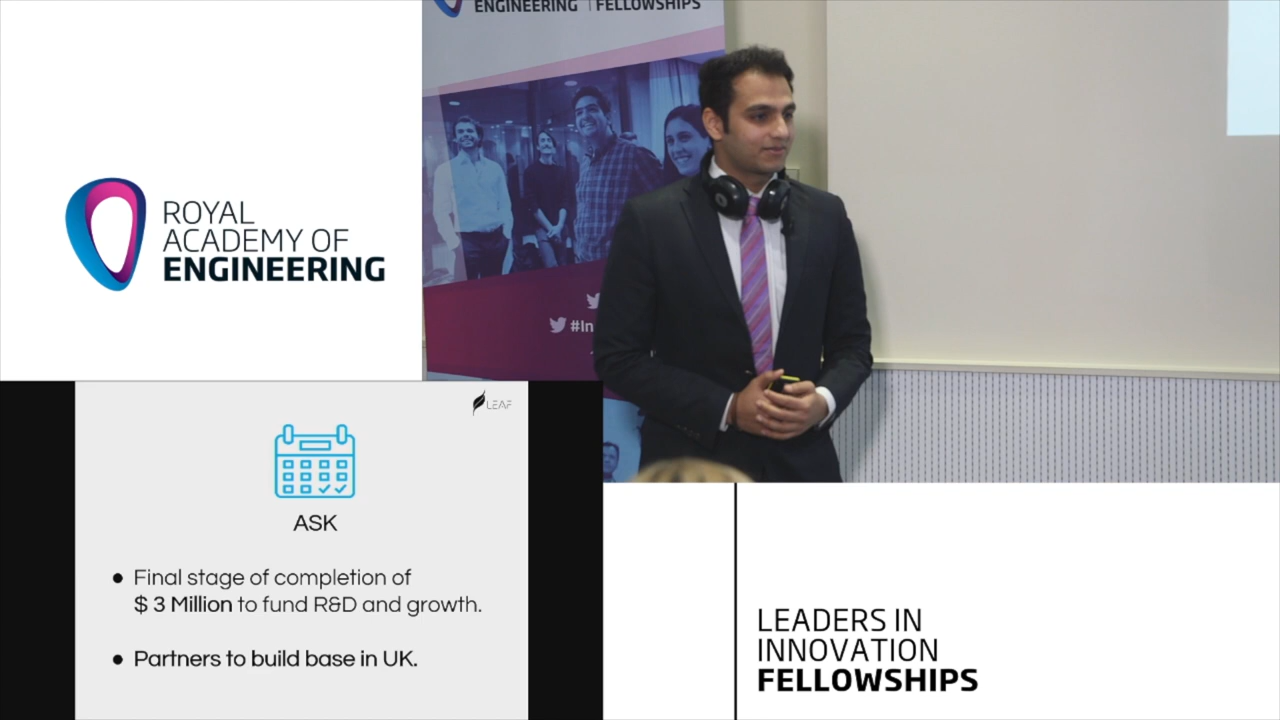 ROYAL
ACADEMY OF
ENGINEERING
ENGINEERING | FELLOWSHIPS
#In
LEAF
ASK
● Final stage of completion of
$ 3 Million to fund R&D and growth.
● Partners to build base in UK.
LEADERS IN
INNOVATION
FELLOWSHIPS